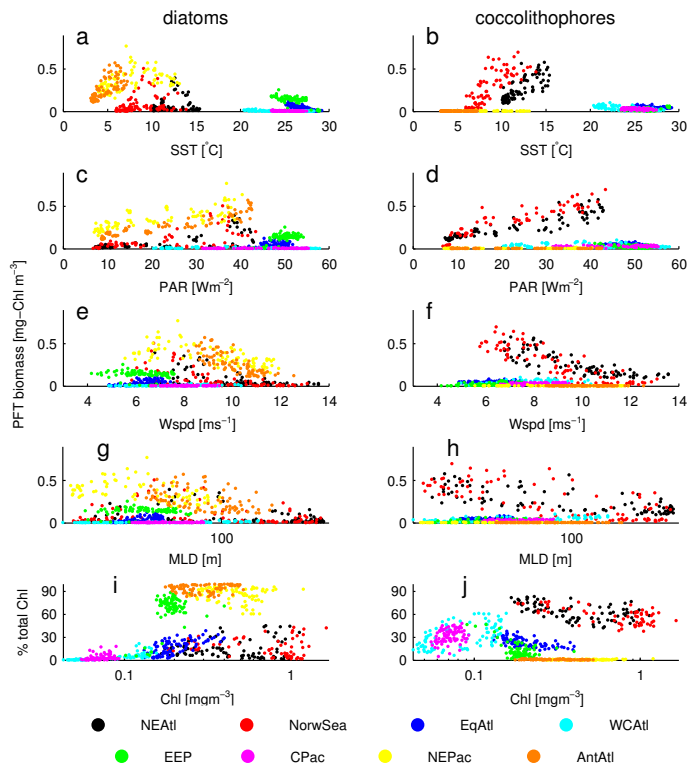 diatoms coccolithophores
a b
0.5 0.5
0 0
0 5 10 15 20 25 30 0 5 10 15 20 25 30
SST [°C] SST [°C]
c d
0.5 0.5
0 0
0 10 20 30 40 50 60 0 10 20 30 40 50 60
PAR [Wm⁻²] PAR [Wm⁻²]
PFT biomass [mg−Chl m⁻³]
e f
0.5 0.5
0 0
4 6 8 10 12 14 4 6 8 10 12 14
Wspd [ms⁻¹] Wspd [ms⁻¹]
g h
0.5 0.5
0 0
100 100
MLD [m] MLD [m]
i j
90 90
60 60
30 30
0 0
% total Chl
0.1 1 0.1 1
Chl [mgm⁻³] Chl [mgm⁻³]
NEAtl NorwSea EqAtl WCAtl
EEP CPac NEPac AntAtl